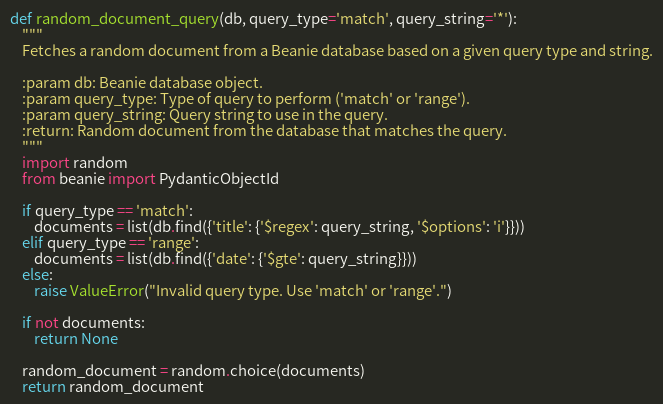 def random_document_query(db, query_type='match', query_string='*'):
    """
    Fetches a random document from a Beanie database based on a given query type and string.

    :param db: Beanie database object.
    :param query_type: Type of query to perform ('match' or 'range').
    :param query_string: Query string to use in the query.
    :return: Random document from the database that matches the query.
    """
    import random
    from beanie import PydanticObjectId

    if query_type == 'match':
        documents = list(db.find({'title': {'$regex': query_string, '$options': 'i'}}))
    elif query_type == 'range':
        documents = list(db.find({'date': {'$gte': query_string}}))
    else:
        raise ValueError("Invalid query type. Use 'match' or 'range'.")

    if not documents:
        return None

    random_document = random.choice(documents)
    return random_document